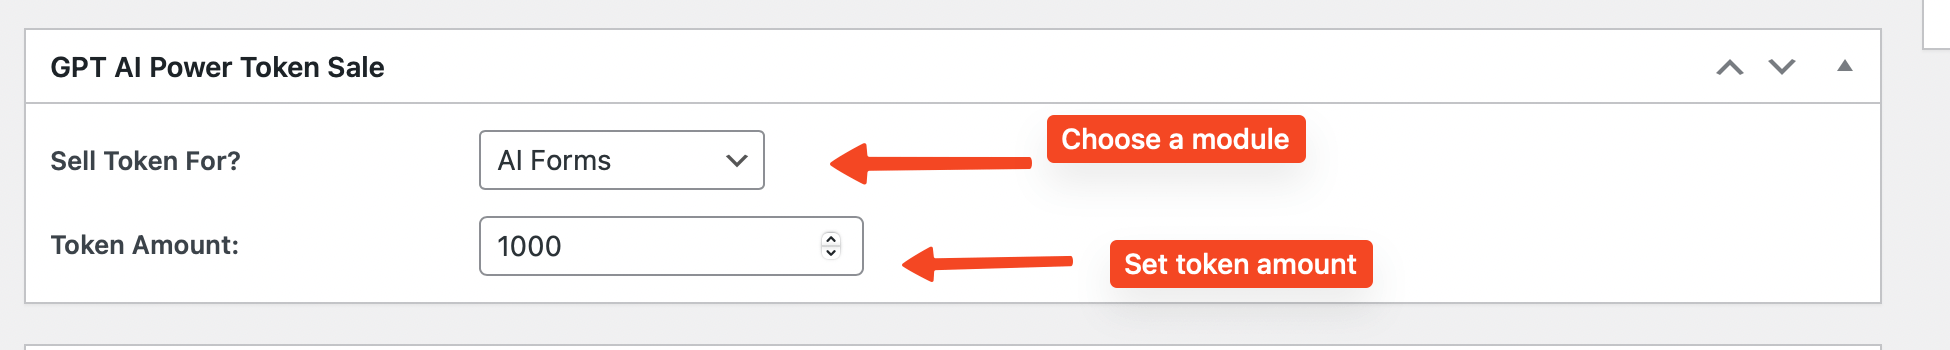 GPT AI Power Token Sale
Sell Token For?
AI Forms
Choose a module
Token Amount:
1000
Set token amount